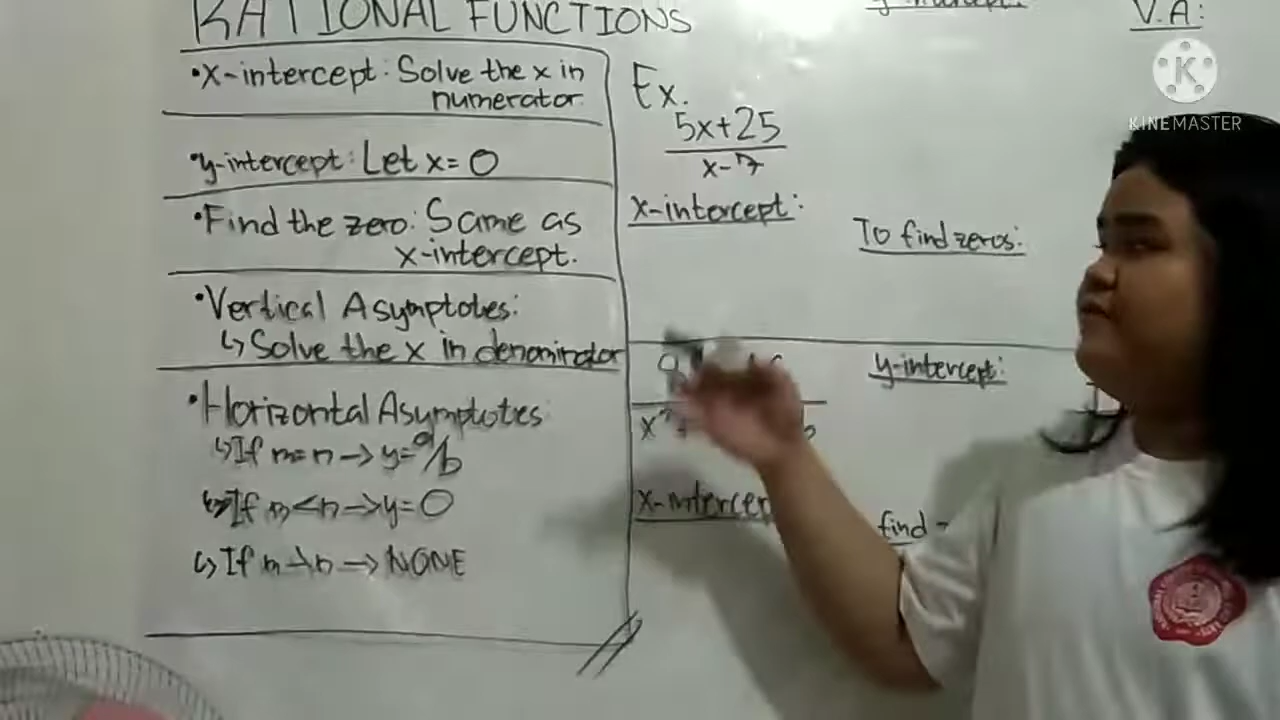 RATIONAL FUNCTIONS
• x-intercept: Solve the x in
numerator.
• y-intercept: Let x = 0
• Find the zero: Same as
x-intercept.
• Vertical Asymptotes:
↳ Solve the x in denominator
• Horizontal Asymptotes:
↳ If m = n → y = a/b
↳ If m < n → y = 0
↳ If m > n → NONE
Ex.
5x+25
x-7
x-intercept:
To find zeros:
y-intercept:
find
y-intercept:
V.A:
KINEMASTER